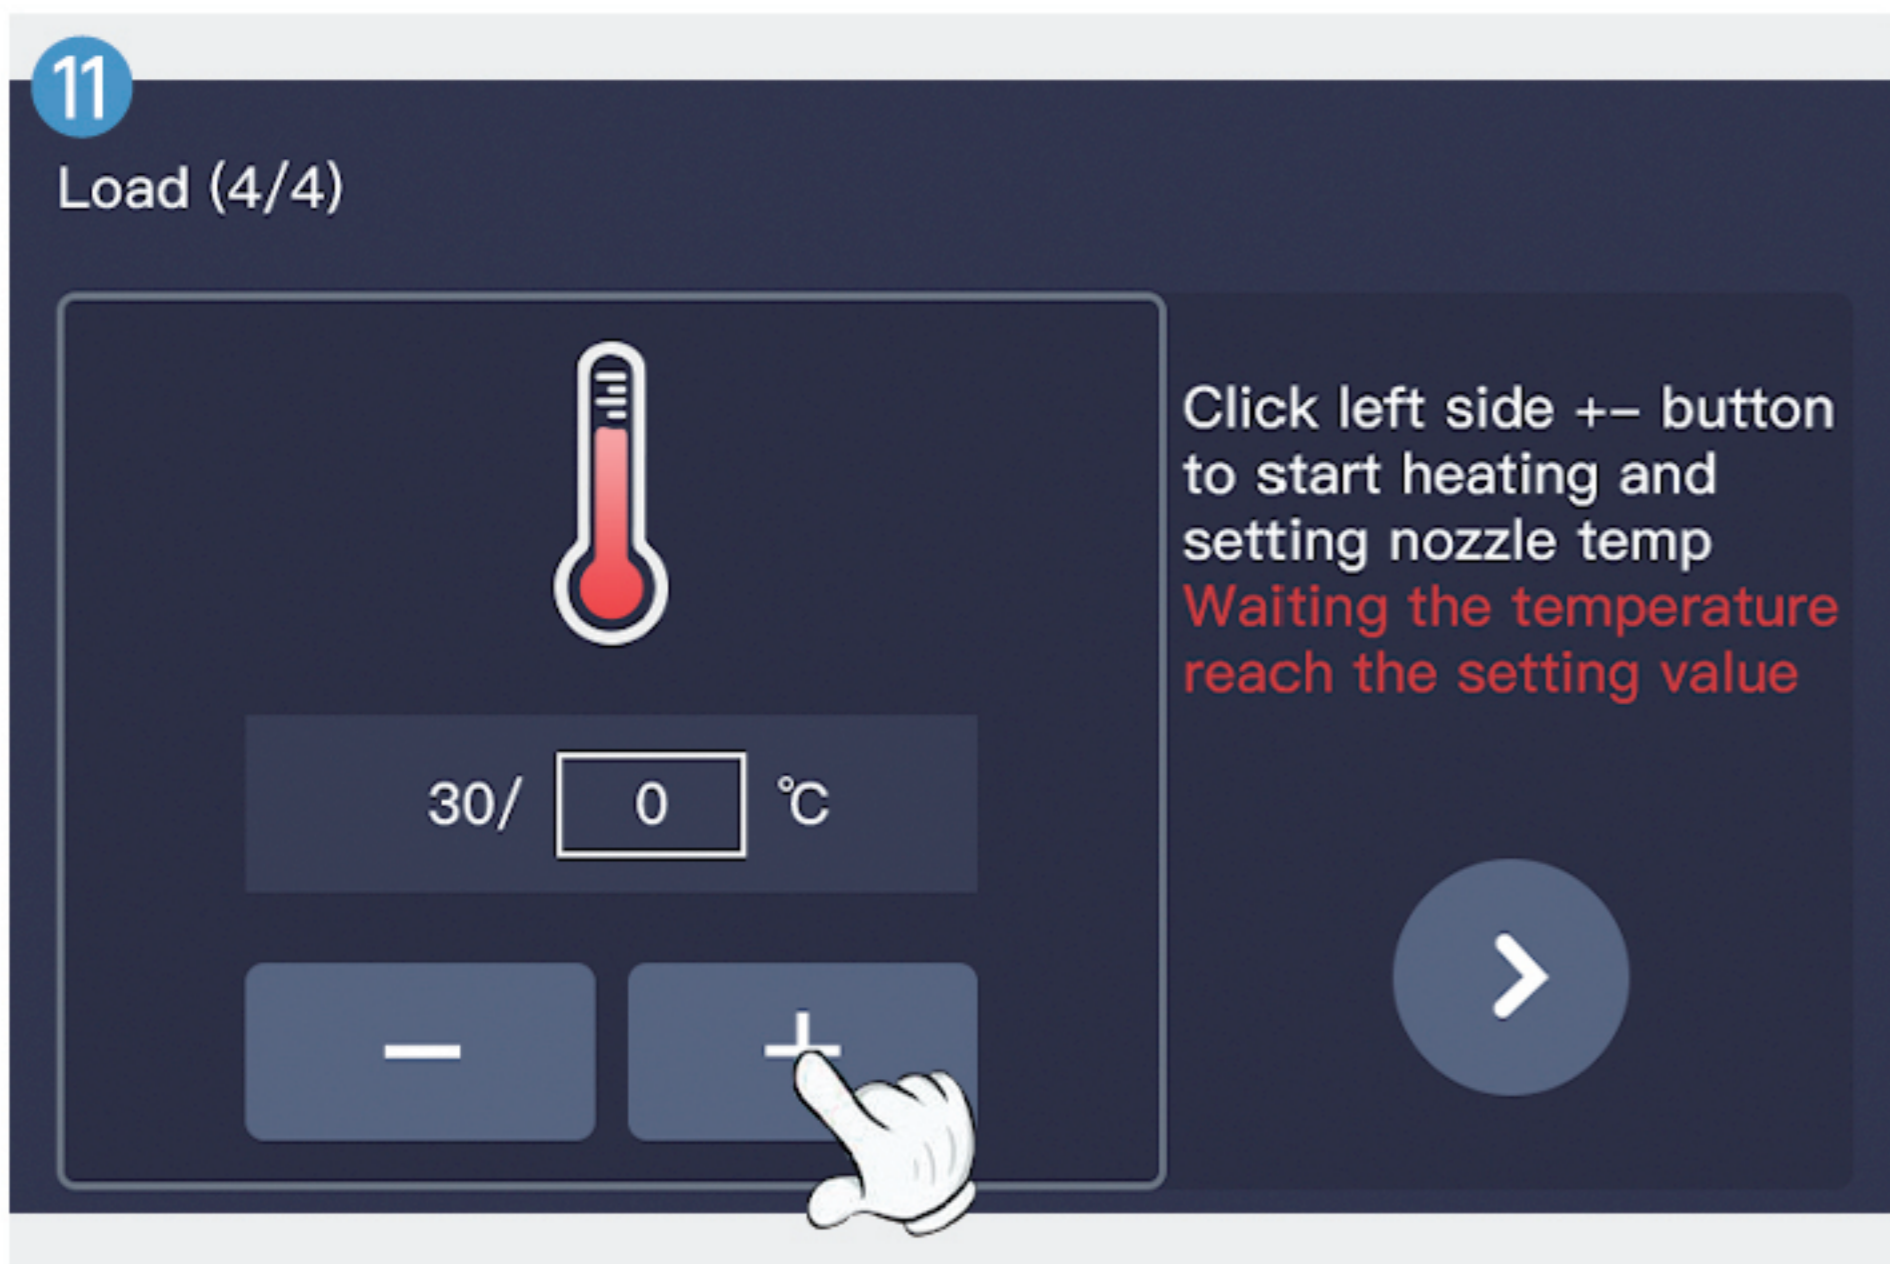 11
Load (4/4)
Click left side +– button
to start heating and
setting nozzle temp
Waiting the temperature
reach the setting value
30/ 0 ℃
– +